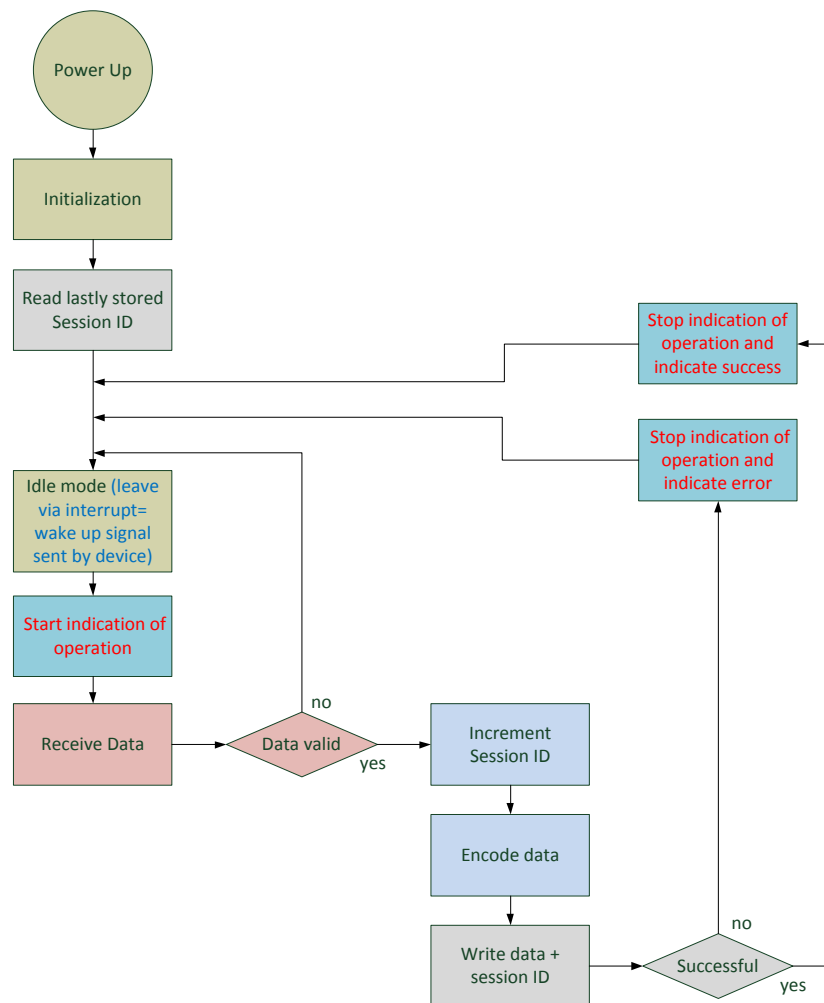 Power Up
Initialization
Read lastly stored
Session ID
Stop indication of
operation and
indicate success
Stop indication of
operation and
indicate error
Idle mode (leave
via interrupt=
wake up signal
sent by device)
Start indication of
operation
no
Receive Data
Data valid
yes
Increment
Session ID
Encode data
no
Write data +
session ID
Successful
yes